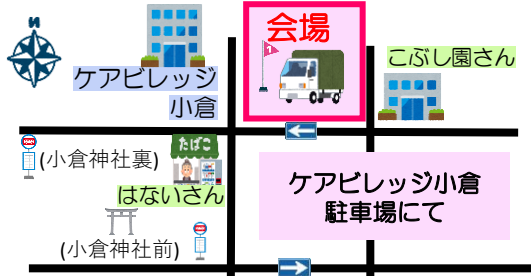 N
会場
1
こぶし園さん
ケアビレッジ
小倉
たばこ
(小倉神社裏)
はないさん
ケアビレッジ小倉
駐車場にて
(小倉神社前)